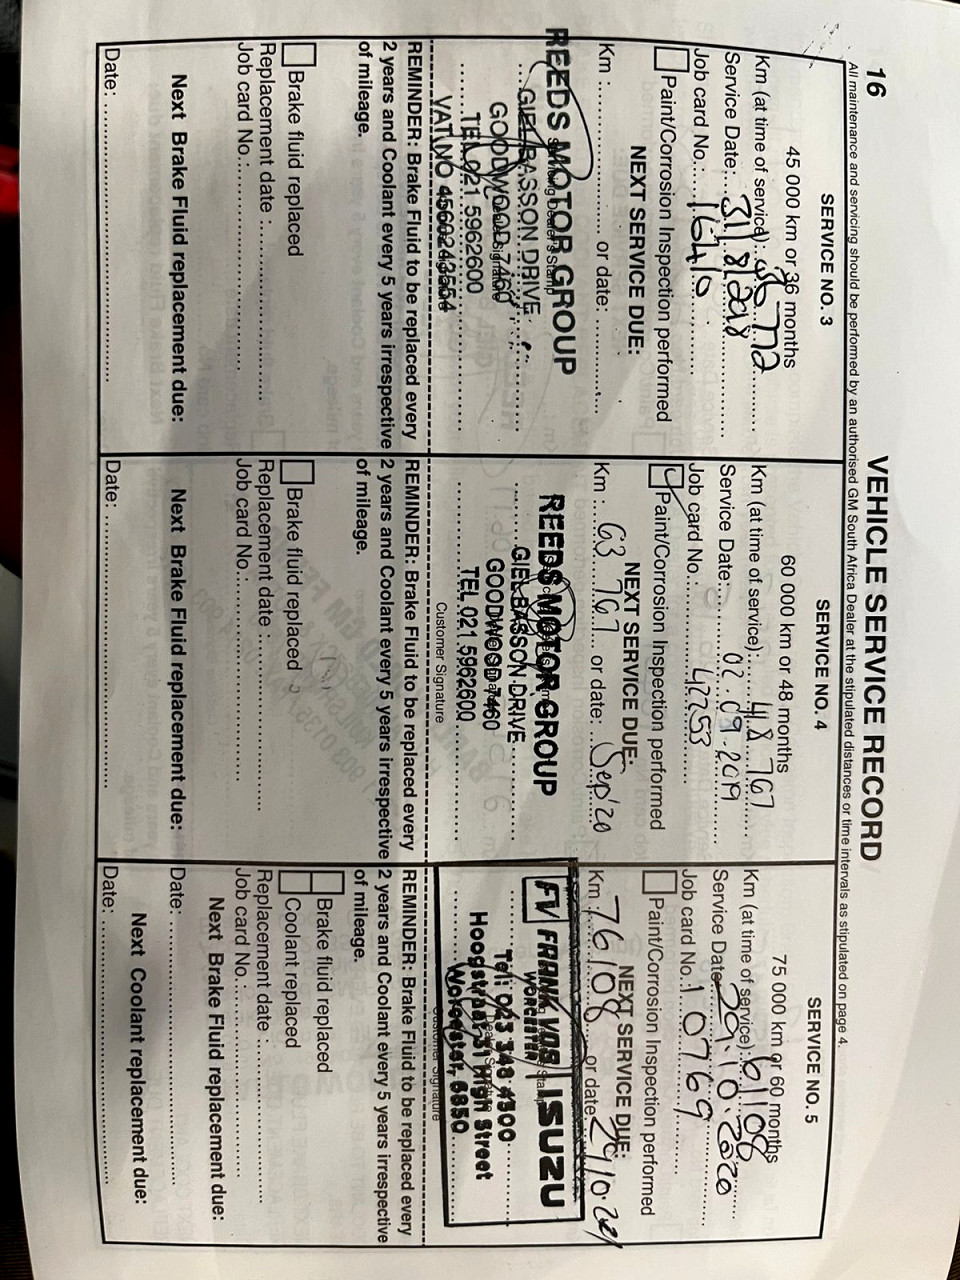 16
VEHICLE SERVICE RECORD
All maintenance and servicing should be performed by an authorised GM South Africa Dealer at the stipulated distances or time intervals as stipulated on page 4.
SERVICE NO. 3
45 000 km or 36 months
Km (at time of service):
Service Date: 31/8/2018
Job card No.: 16410
Paint/Corrosion Inspection performed
NEXT SERVICE DUE:
Km : or date:
REEDS MOTOR GROUP
GIEL BASSON DRIVE
GOODWOOD 7460
TEL 021 5962600
VAT NO 4560243554
REMINDER: Brake Fluid to be replaced every
2 years and Coolant every 5 years irrespective
of mileage.
Brake fluid replaced
Replacement date :
Job card No.:
Next Brake Fluid replacement due:
Date:
SERVICE NO. 4
60 000 km or 48 months
Km (at time of service): 48 767
Service Date: 02.09.2019
Job card No.: 42253
Paint/Corrosion Inspection performed
NEXT SERVICE DUE:
Km : 63 767 or date: Sep'20
REEDS MOTOR GROUP
GIEL BASSON DRIVE
GOODWOOD 7460
TEL 021 5962600
Customer Signature
REMINDER: Brake Fluid to be replaced every
2 years and Coolant every 5 years irrespective
of mileage.
Brake fluid replaced
Replacement date :
Job card No.:
Next Brake Fluid replacement due:
Date:
SERVICE NO. 5
75 000 km or 60 months
Km (at time of service): 61108
Service Date: 29.10.2020
Job card No.: 10769
Paint/Corrosion Inspection performed
NEXT SERVICE DUE:
Km 76108 or date:
FV FRANK VOS ISUZU
WORCESTER
Tel: 023 348 4300
Hoogstraat 31 High Street
Worcester, 6850
Customer Signature
REMINDER: Brake Fluid to be replaced every
2 years and Coolant every 5 years irrespective
of mileage.
Brake fluid replaced
Coolant replaced
Replacement date :
Job card No.:
Next Brake Fluid replacement due:
Date:
Next Coolant replacement due:
Date: